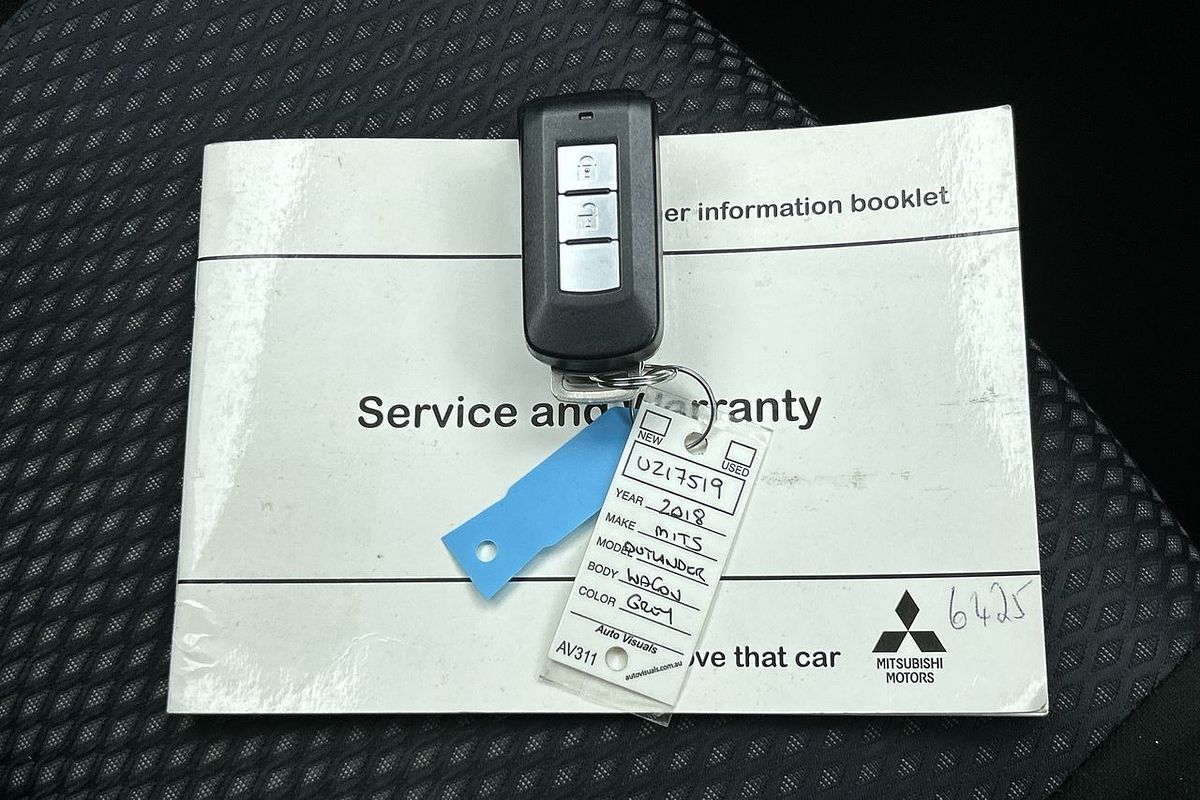 er information booklet
Service and Warranty
NEW
USED
UZ17519
YEAR 2018
MAKE MITS
MODEL OUTLANDER
BODY WAGON
COLOR GREY
Auto Visuals
AV311
autovisuals.com.au
ove that car
MITSUBISHI
MOTORS
6425